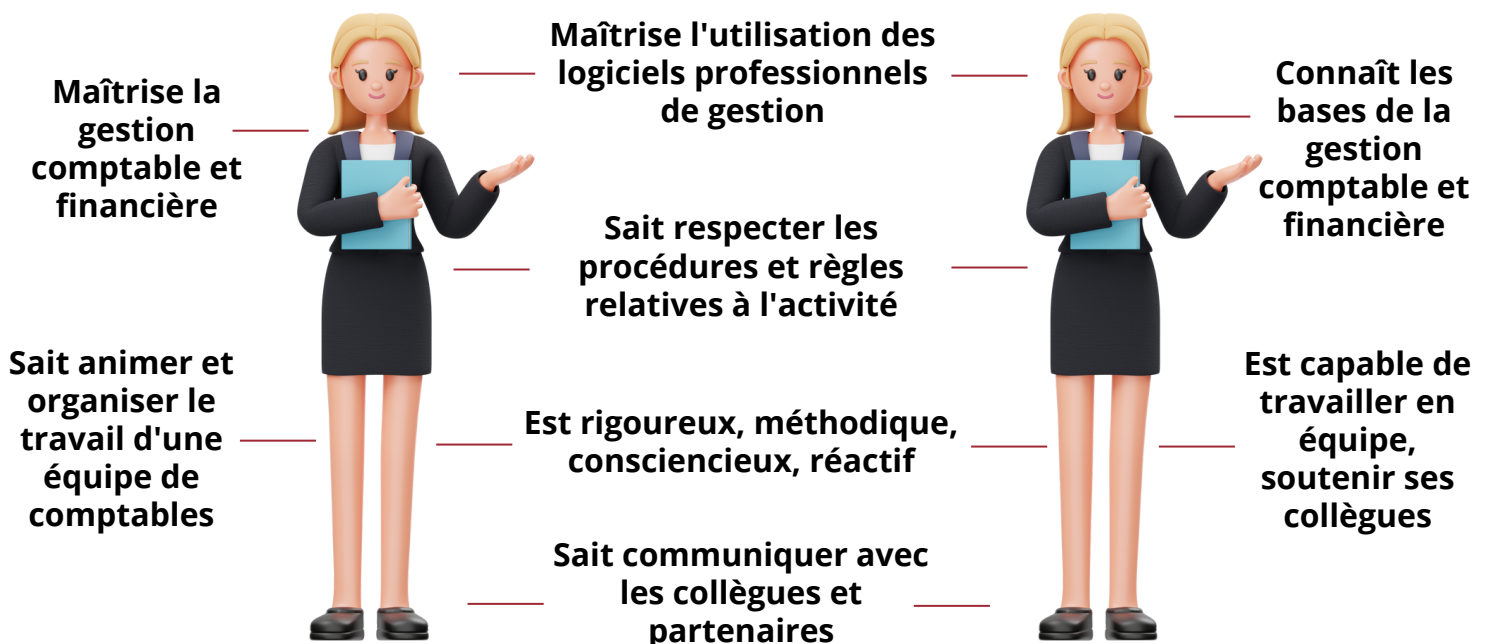 Maîtrise la
gestion
comptable et
financière
Sait animer et
organiser le
travail d'une
équipe de
comptables
Maîtrise l'utilisation des
logiciels professionnels
de gestion
Sait respecter les
procédures et règles
relatives à l'activité
Est rigoureux, méthodique,
consciencieux, réactif
Sait communiquer avec
les collègues et
partenaires
Connaît les
bases de la
gestion
comptable et
financière
Est capable de
travailler en
équipe,
soutenir ses
collègues